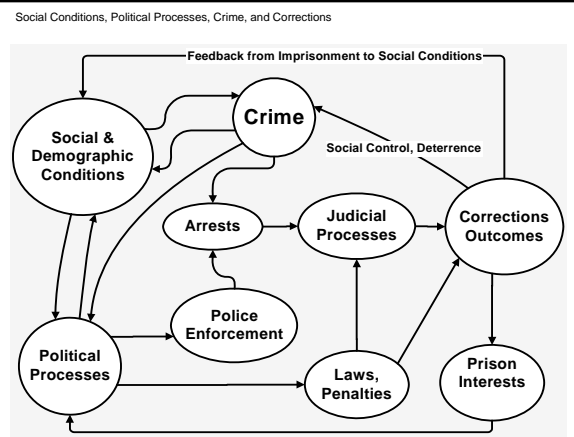 Social Conditions, Political Processes, Crime, and Corrections
Feedback from Imprisonment to Social Conditions
Crime
Social &
Demographic
Conditions
Social Control, Deterrence
Arrests
Judicial
Processes
Corrections
Outcomes
Police
Enforcement
Political
Processes
Laws,
Penalties
Prison
Interests